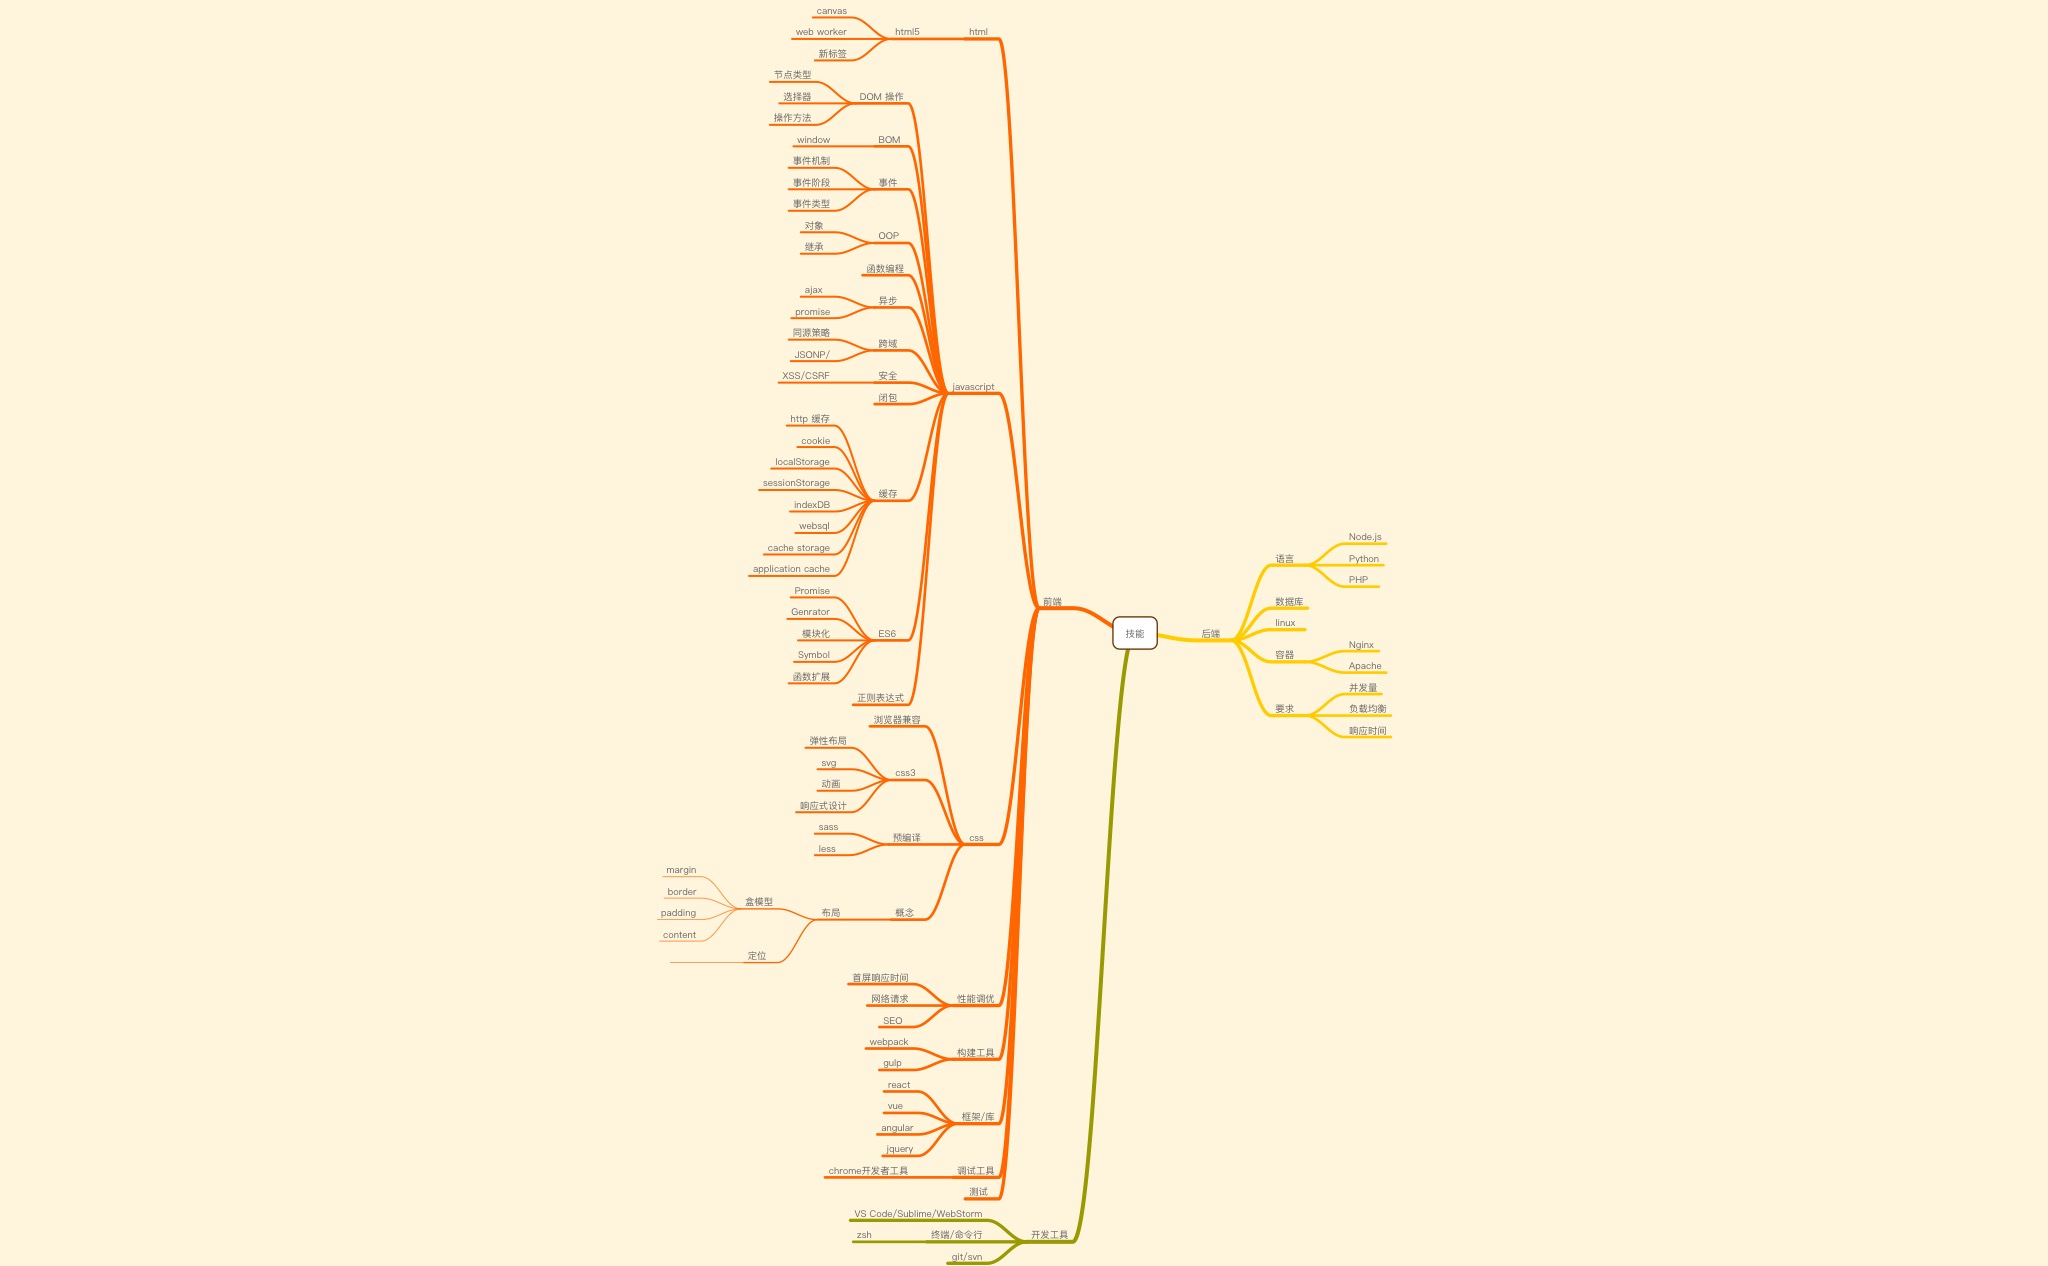 canvas
web worker
新标签
html5
html
节点类型
选择器
操作方法
DOM 操作
window
BOM
事件机制
事件阶段
事件类型
事件
对象
继承
OOP
函数编程
ajax
promise
异步
同源策略
JSONP/
跨域
XSS/CSRF
安全
闭包
javascript
http 缓存
cookie
localStorage
sessionStorage
indexDB
websql
cache storage
application cache
缓存
Promise
Genrator
模块化
Symbol
函数扩展
ES6
正则表达式
前端
浏览器兼容
弹性布局
svg
动画
响应式设计
css3
sass
less
预编译
css
margin
border
padding
content
盒模型
定位
布局
概念
首屏响应时间
网络请求
SEO
性能调优
webpack
gulp
构建工具
react
vue
angular
jquery
框架/库
chrome开发者工具
调试工具
测试
VS Code/Sublime/WebStorm
zsh
终端/命令行
git/svn
开发工具
技能
后端
语言
Node.js
Python
PHP
数据库
linux
容器
Nginx
Apache
要求
并发量
负载均衡
响应时间